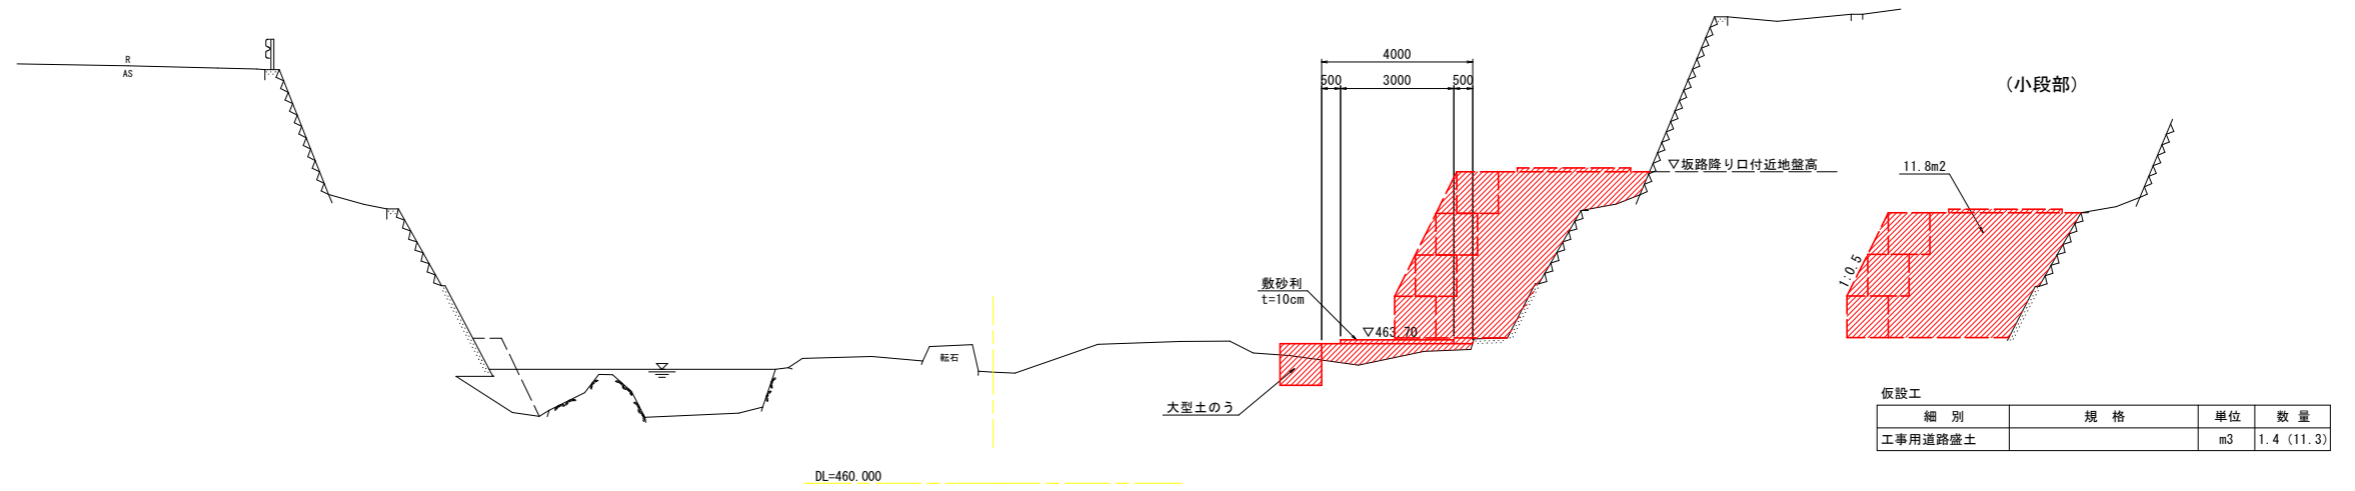 R
AS
4000
500 3000 500
(小段部)
▽坂路降り口付近地盤高
11.8m2
1:0.5
敷砂利
t=10cm
▽463.70
転石
大型土のう
仮設工
細 別 規 格 単位 数 量
工事用道路盛土 m3 1.4 (11.3)
DL=460.000